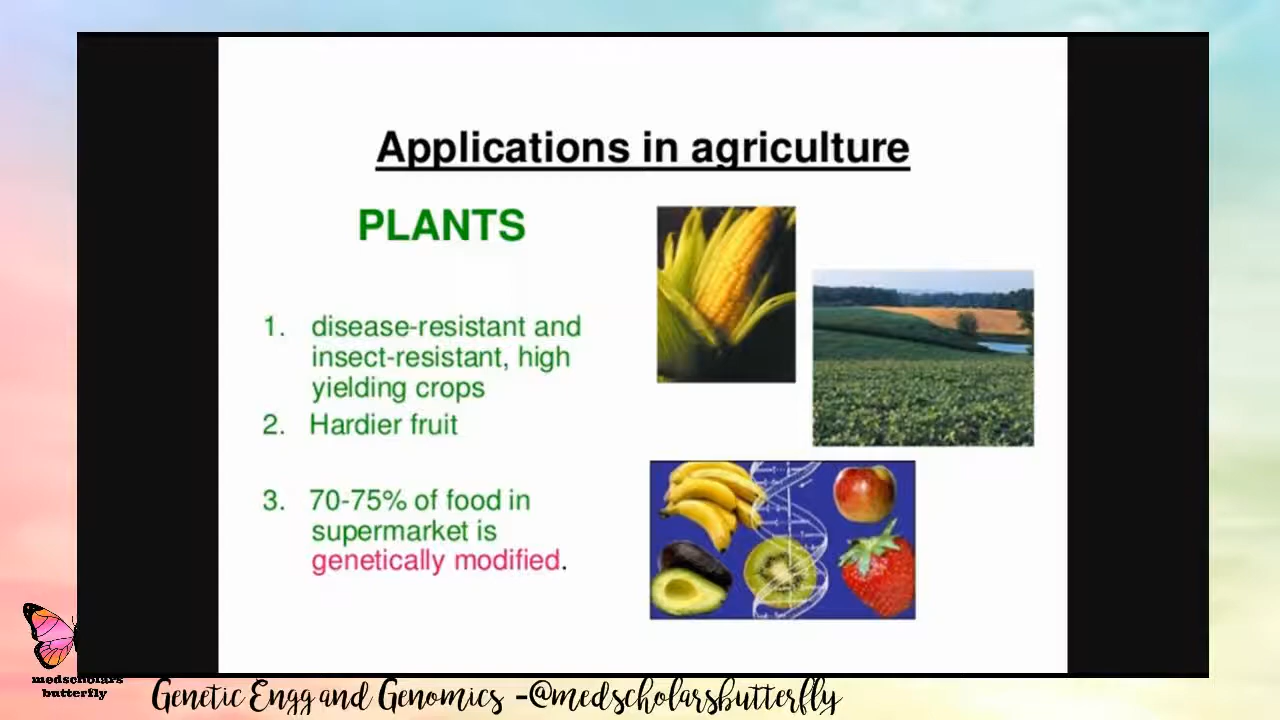 Applications in agriculture
PLANTS
1. disease-resistant and
insect-resistant, high
yielding crops
2. Hardier fruit
3. 70-75% of food in
supermarket is
genetically modified.
medscholars
butterfly
Genetic Engg and Genomics -@medscholarsbutterfly